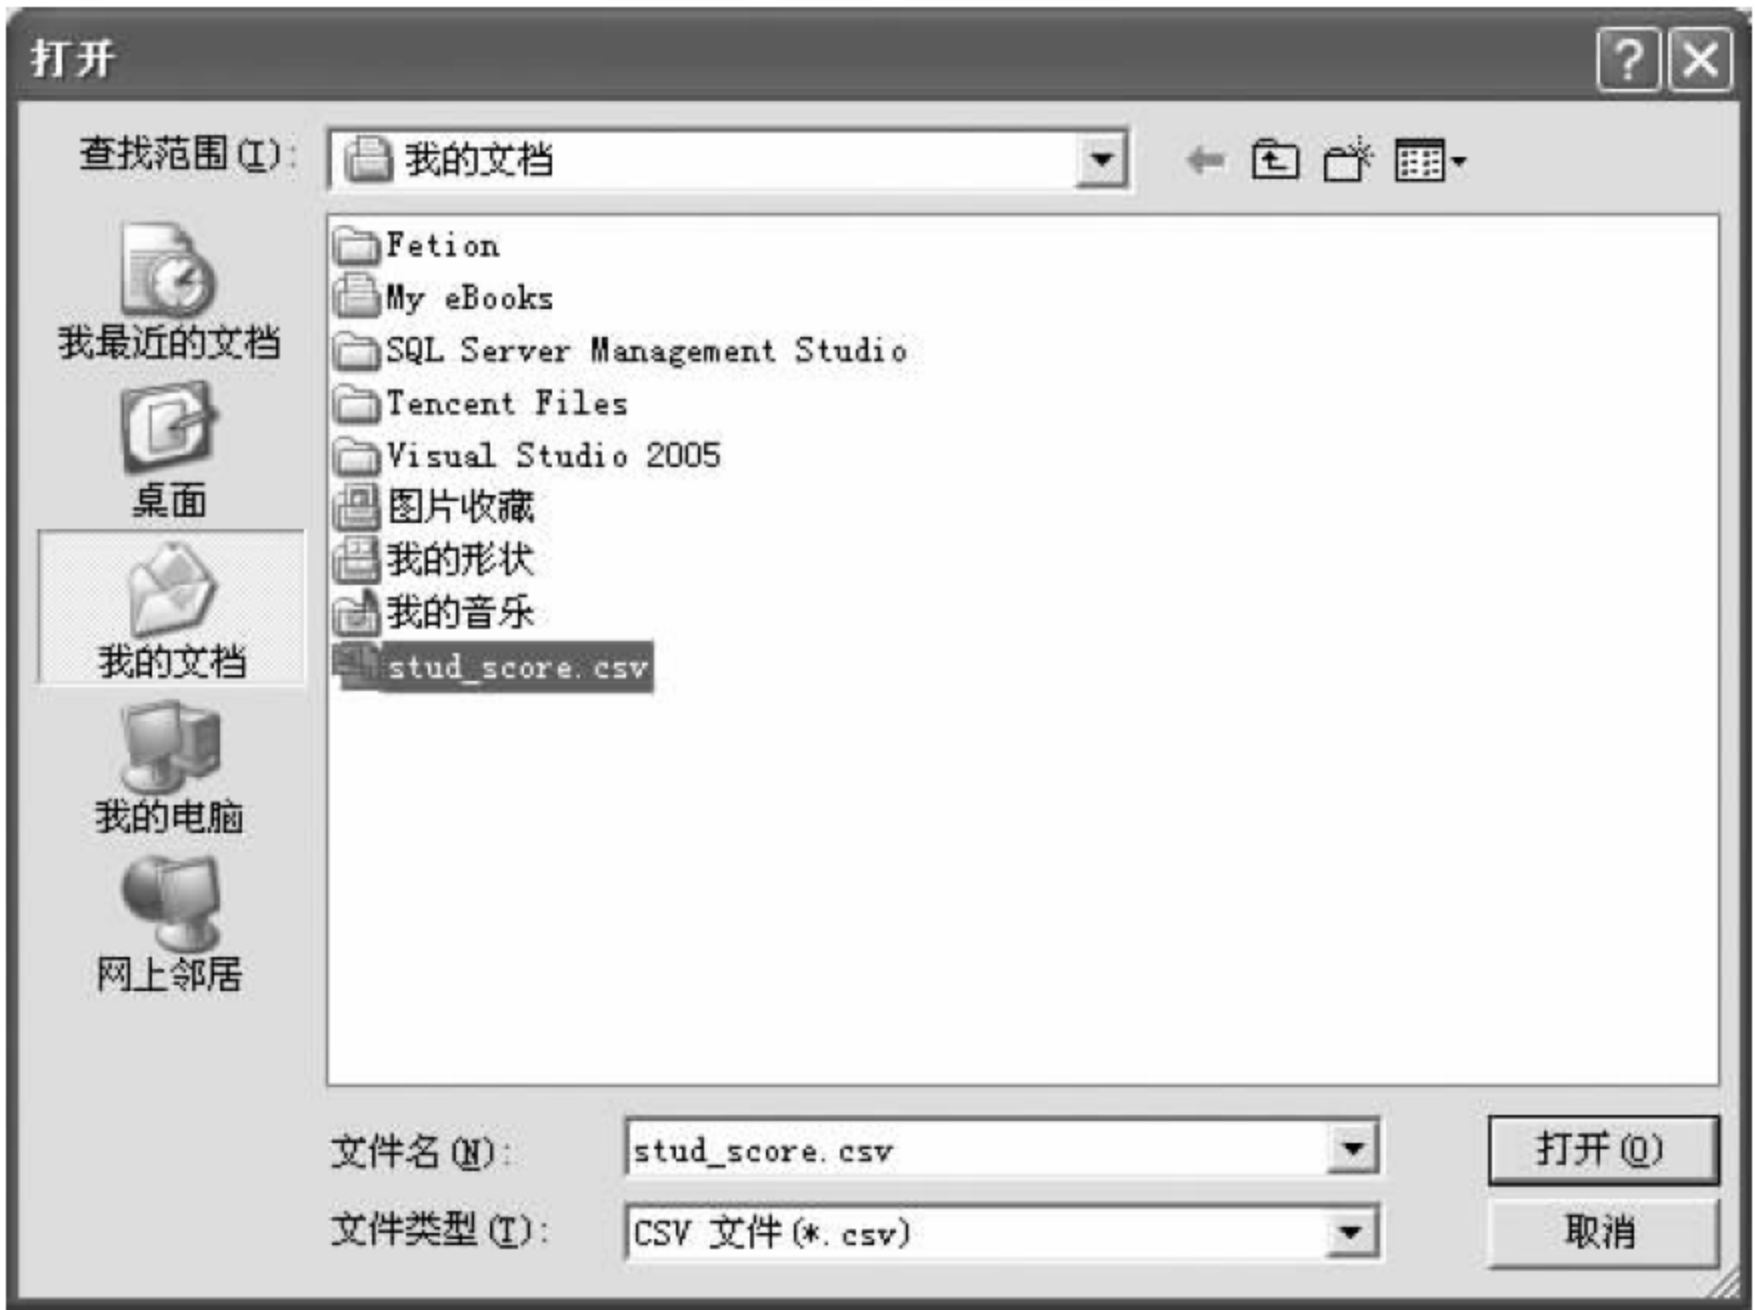 打开
查找范围(I):
我的文档
我最近的文档
桌面
我的文档
我的电脑
网上邻居
Fetion
My eBooks
SQL Server Management Studio
Tencent Files
Visual Studio 2005
图片收藏
我的形状
我的音乐
stud_score.csv
文件名(N): stud_score.csv
打开(O)
文件类型(T): CSV 文件(*.csv)
取消